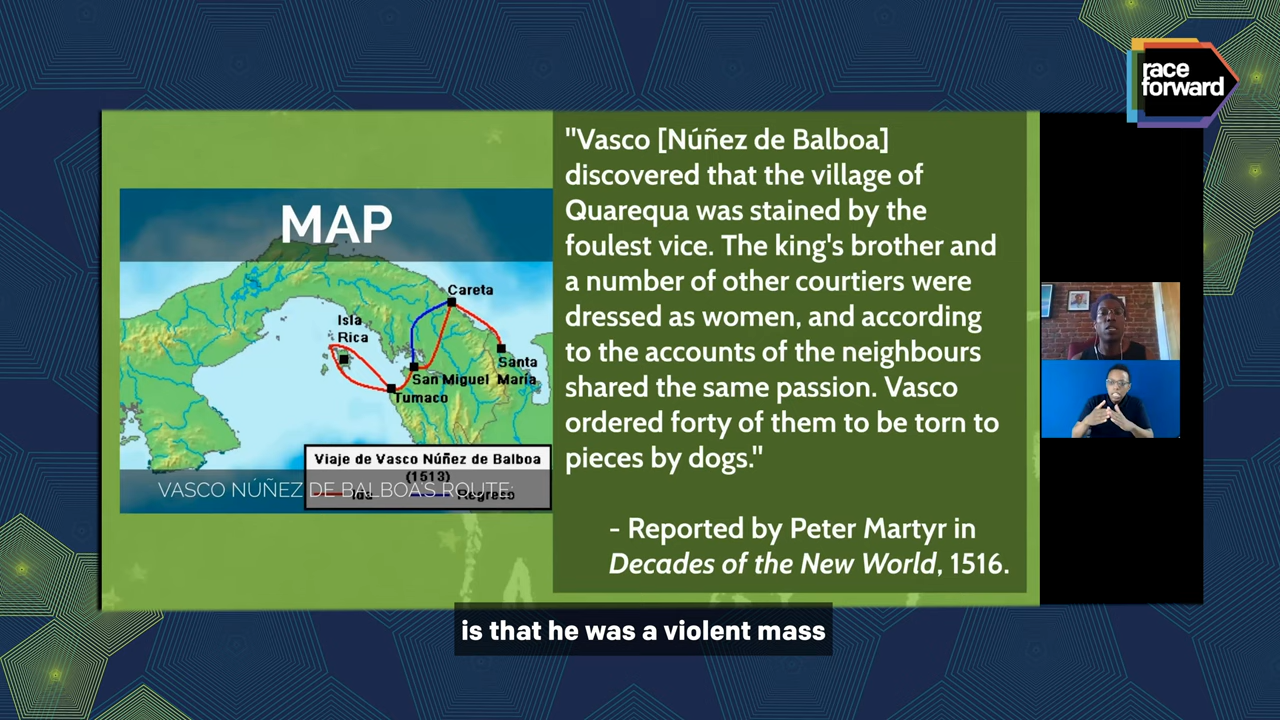 race
forward
MAP
Careta
Isla
Rica
Santa
María
San Miguel
Tumaco
Viaje de Vasco Núñez de Balboa
(1513)
Ida
Regreso
VASCO NÚÑEZ DE BALBOA'S ROUTE:
"Vasco [Núñez de Balboa]
discovered that the village of
Quarequa was stained by the
foulest vice. The king's brother and
a number of other courtiers were
dressed as women, and according
to the accounts of the neighbours
shared the same passion. Vasco
ordered forty of them to be torn to
pieces by dogs."
- Reported by Peter Martyr in
Decades of the New World, 1516.
is that he was a violent mass